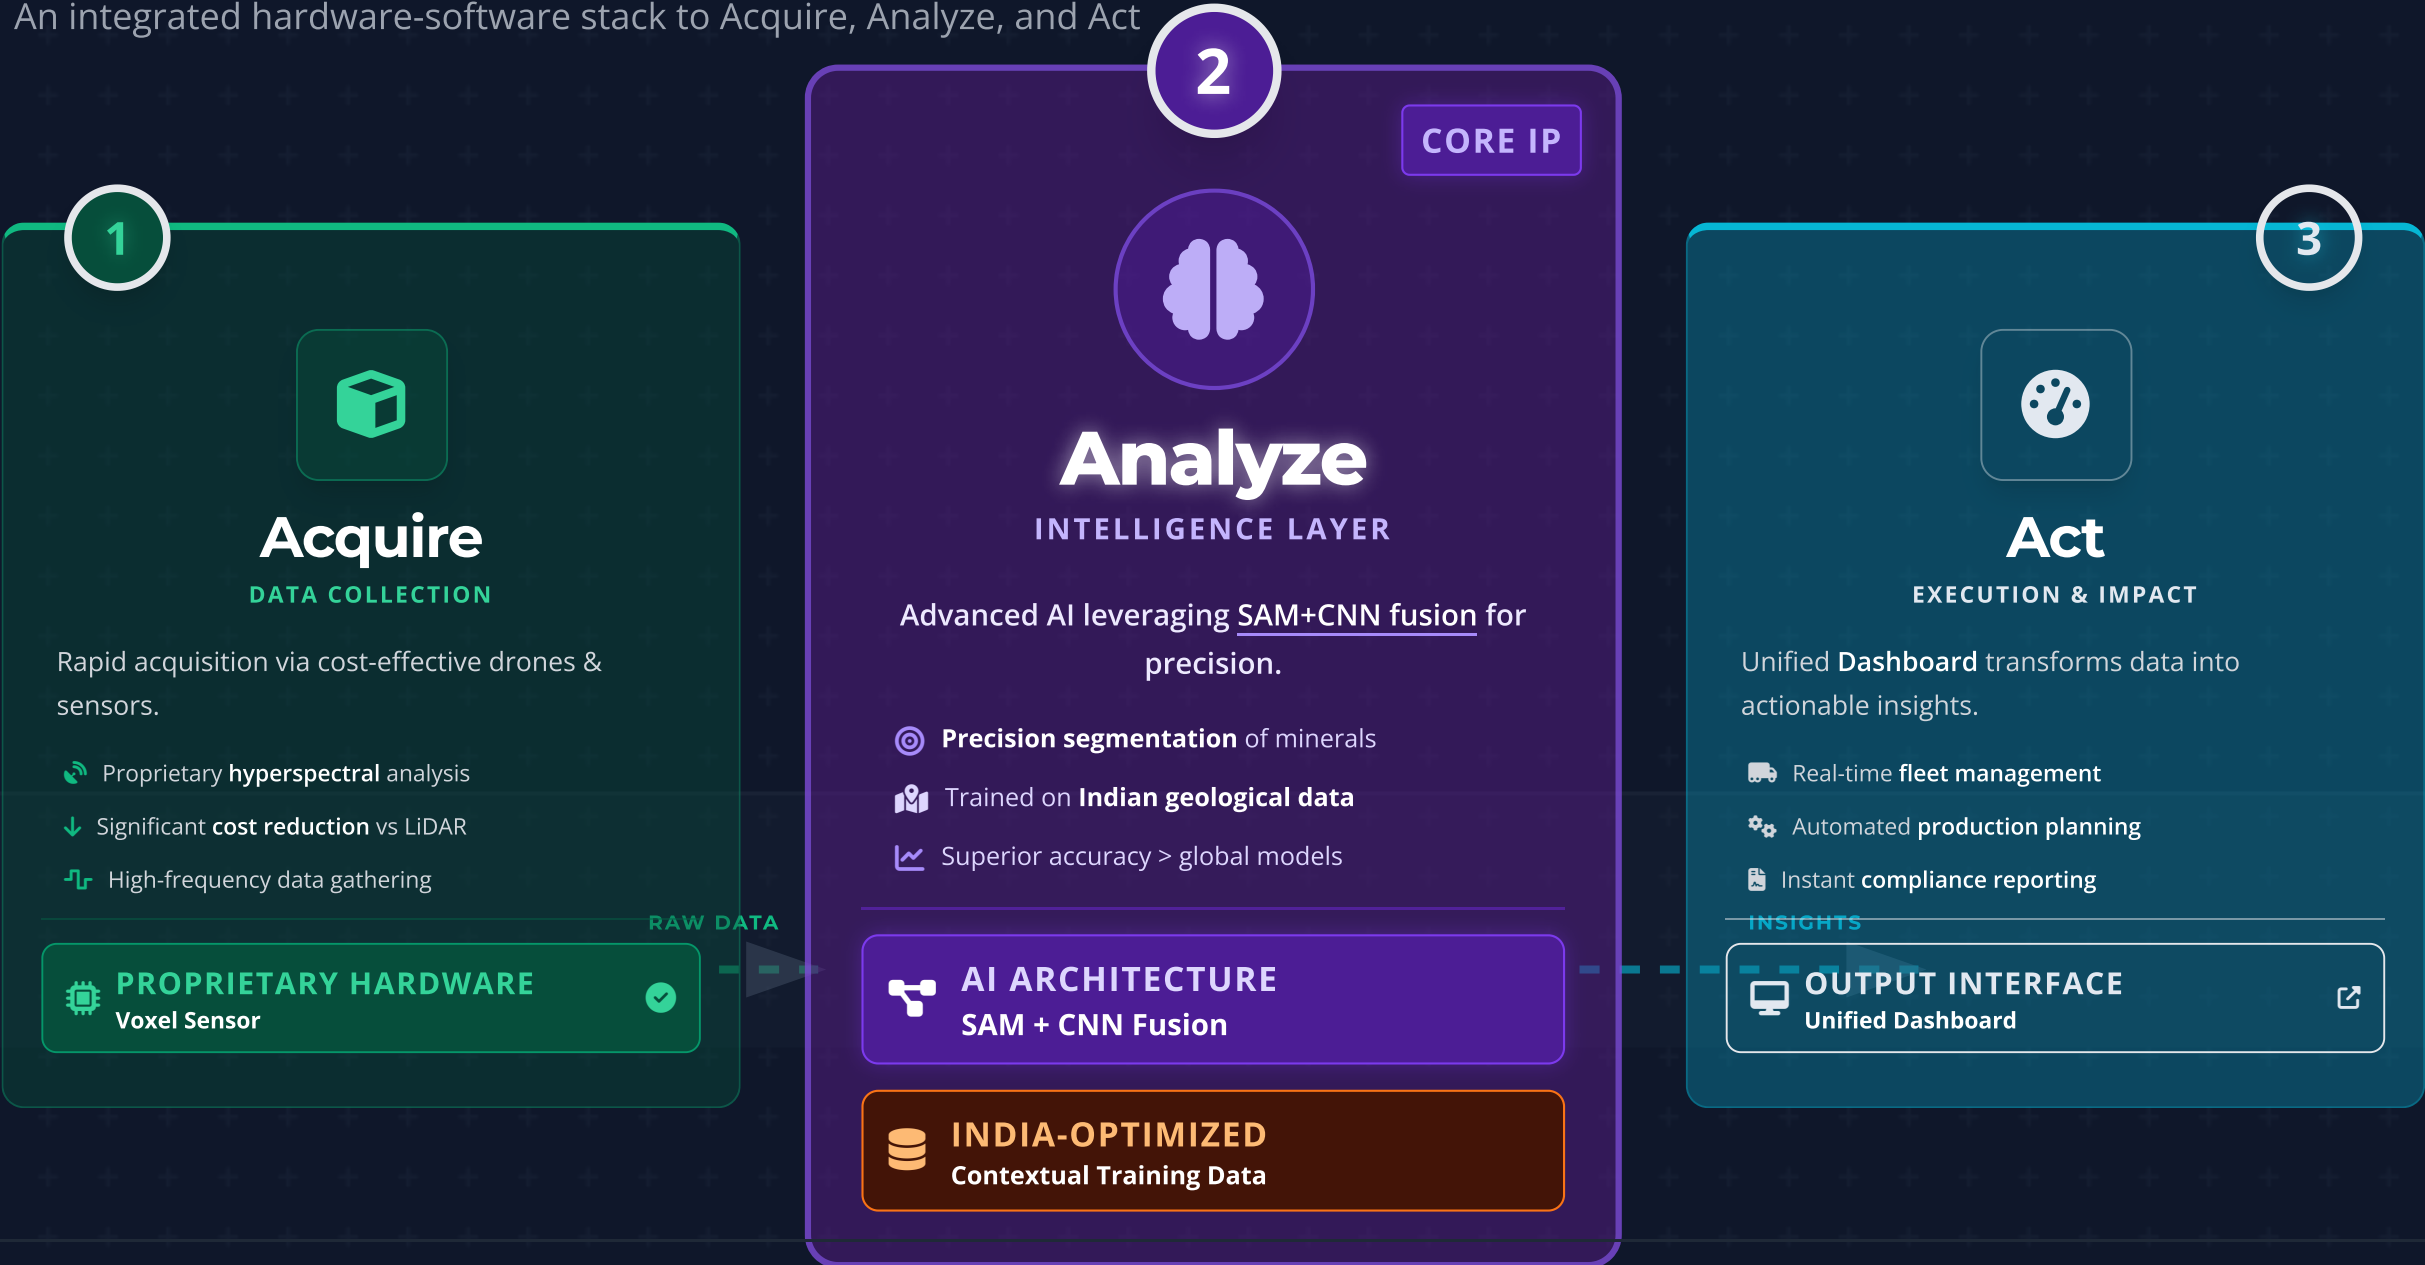 An integrated hardware-software stack to Acquire, Analyze, and Act
1
Acquire
DATA COLLECTION
Rapid acquisition via cost-effective drones &
sensors.
Proprietary hyperspectral analysis
Significant cost reduction vs LiDAR
High-frequency data gathering
RAW DATA
PROPRIETARY HARDWARE
Voxel Sensor
2
CORE IP
Analyze
INTELLIGENCE LAYER
Advanced AI leveraging SAM+CNN fusion for
precision.
Precision segmentation of minerals
Trained on Indian geological data
Superior accuracy > global models
AI ARCHITECTURE
SAM + CNN Fusion
INDIA-OPTIMIZED
Contextual Training Data
3
Act
EXECUTION & IMPACT
Unified Dashboard transforms data into
actionable insights.
Real-time fleet management
Automated production planning
Instant compliance reporting
INSIGHTS
OUTPUT INTERFACE
Unified Dashboard